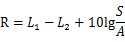 R = L₁ − L₂ + 10lg S/A